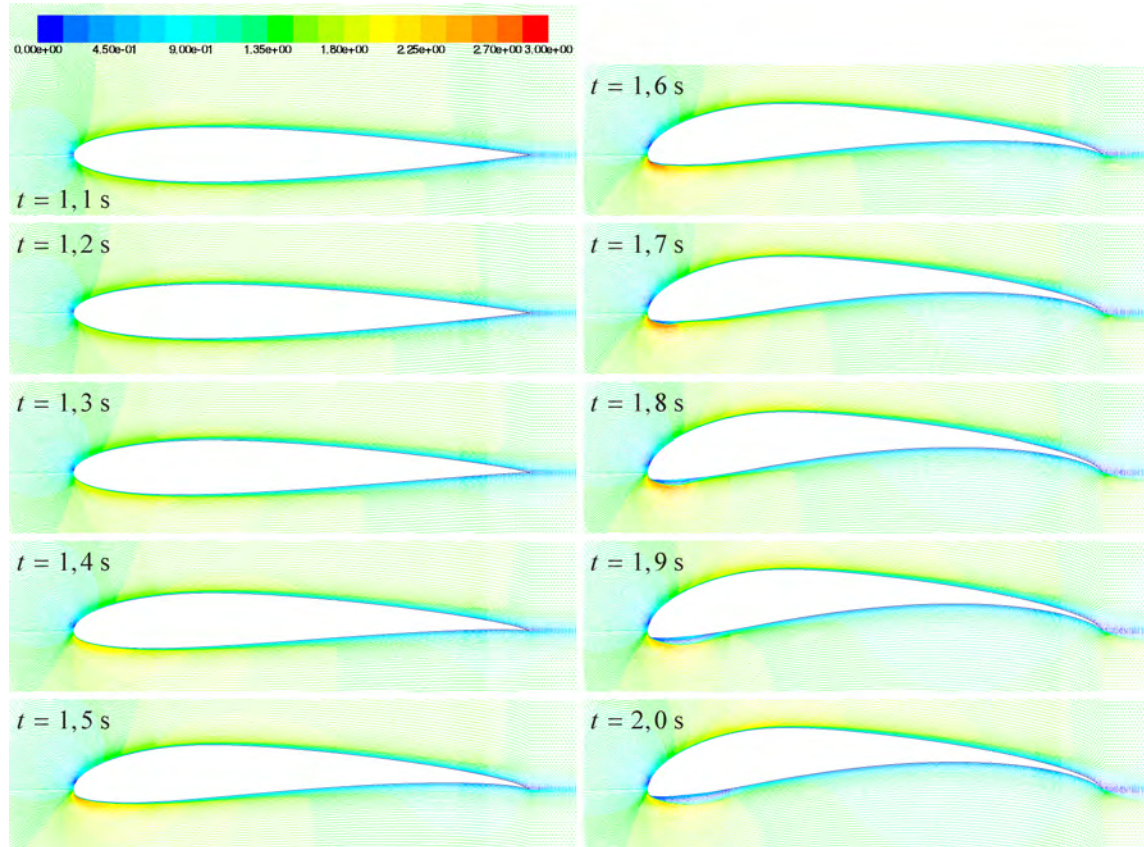 0.00e+00 4.50e-01 9.00e-01 1.35e+00 1.80e+00 2.25e+00 2.70e+00 3.00e+00
t = 1,1 s
t = 1,2 s
t = 1,3 s
t = 1,4 s
t = 1,5 s
t = 1,6 s
t = 1,7 s
t = 1,8 s
t = 1,9 s
t = 2,0 s